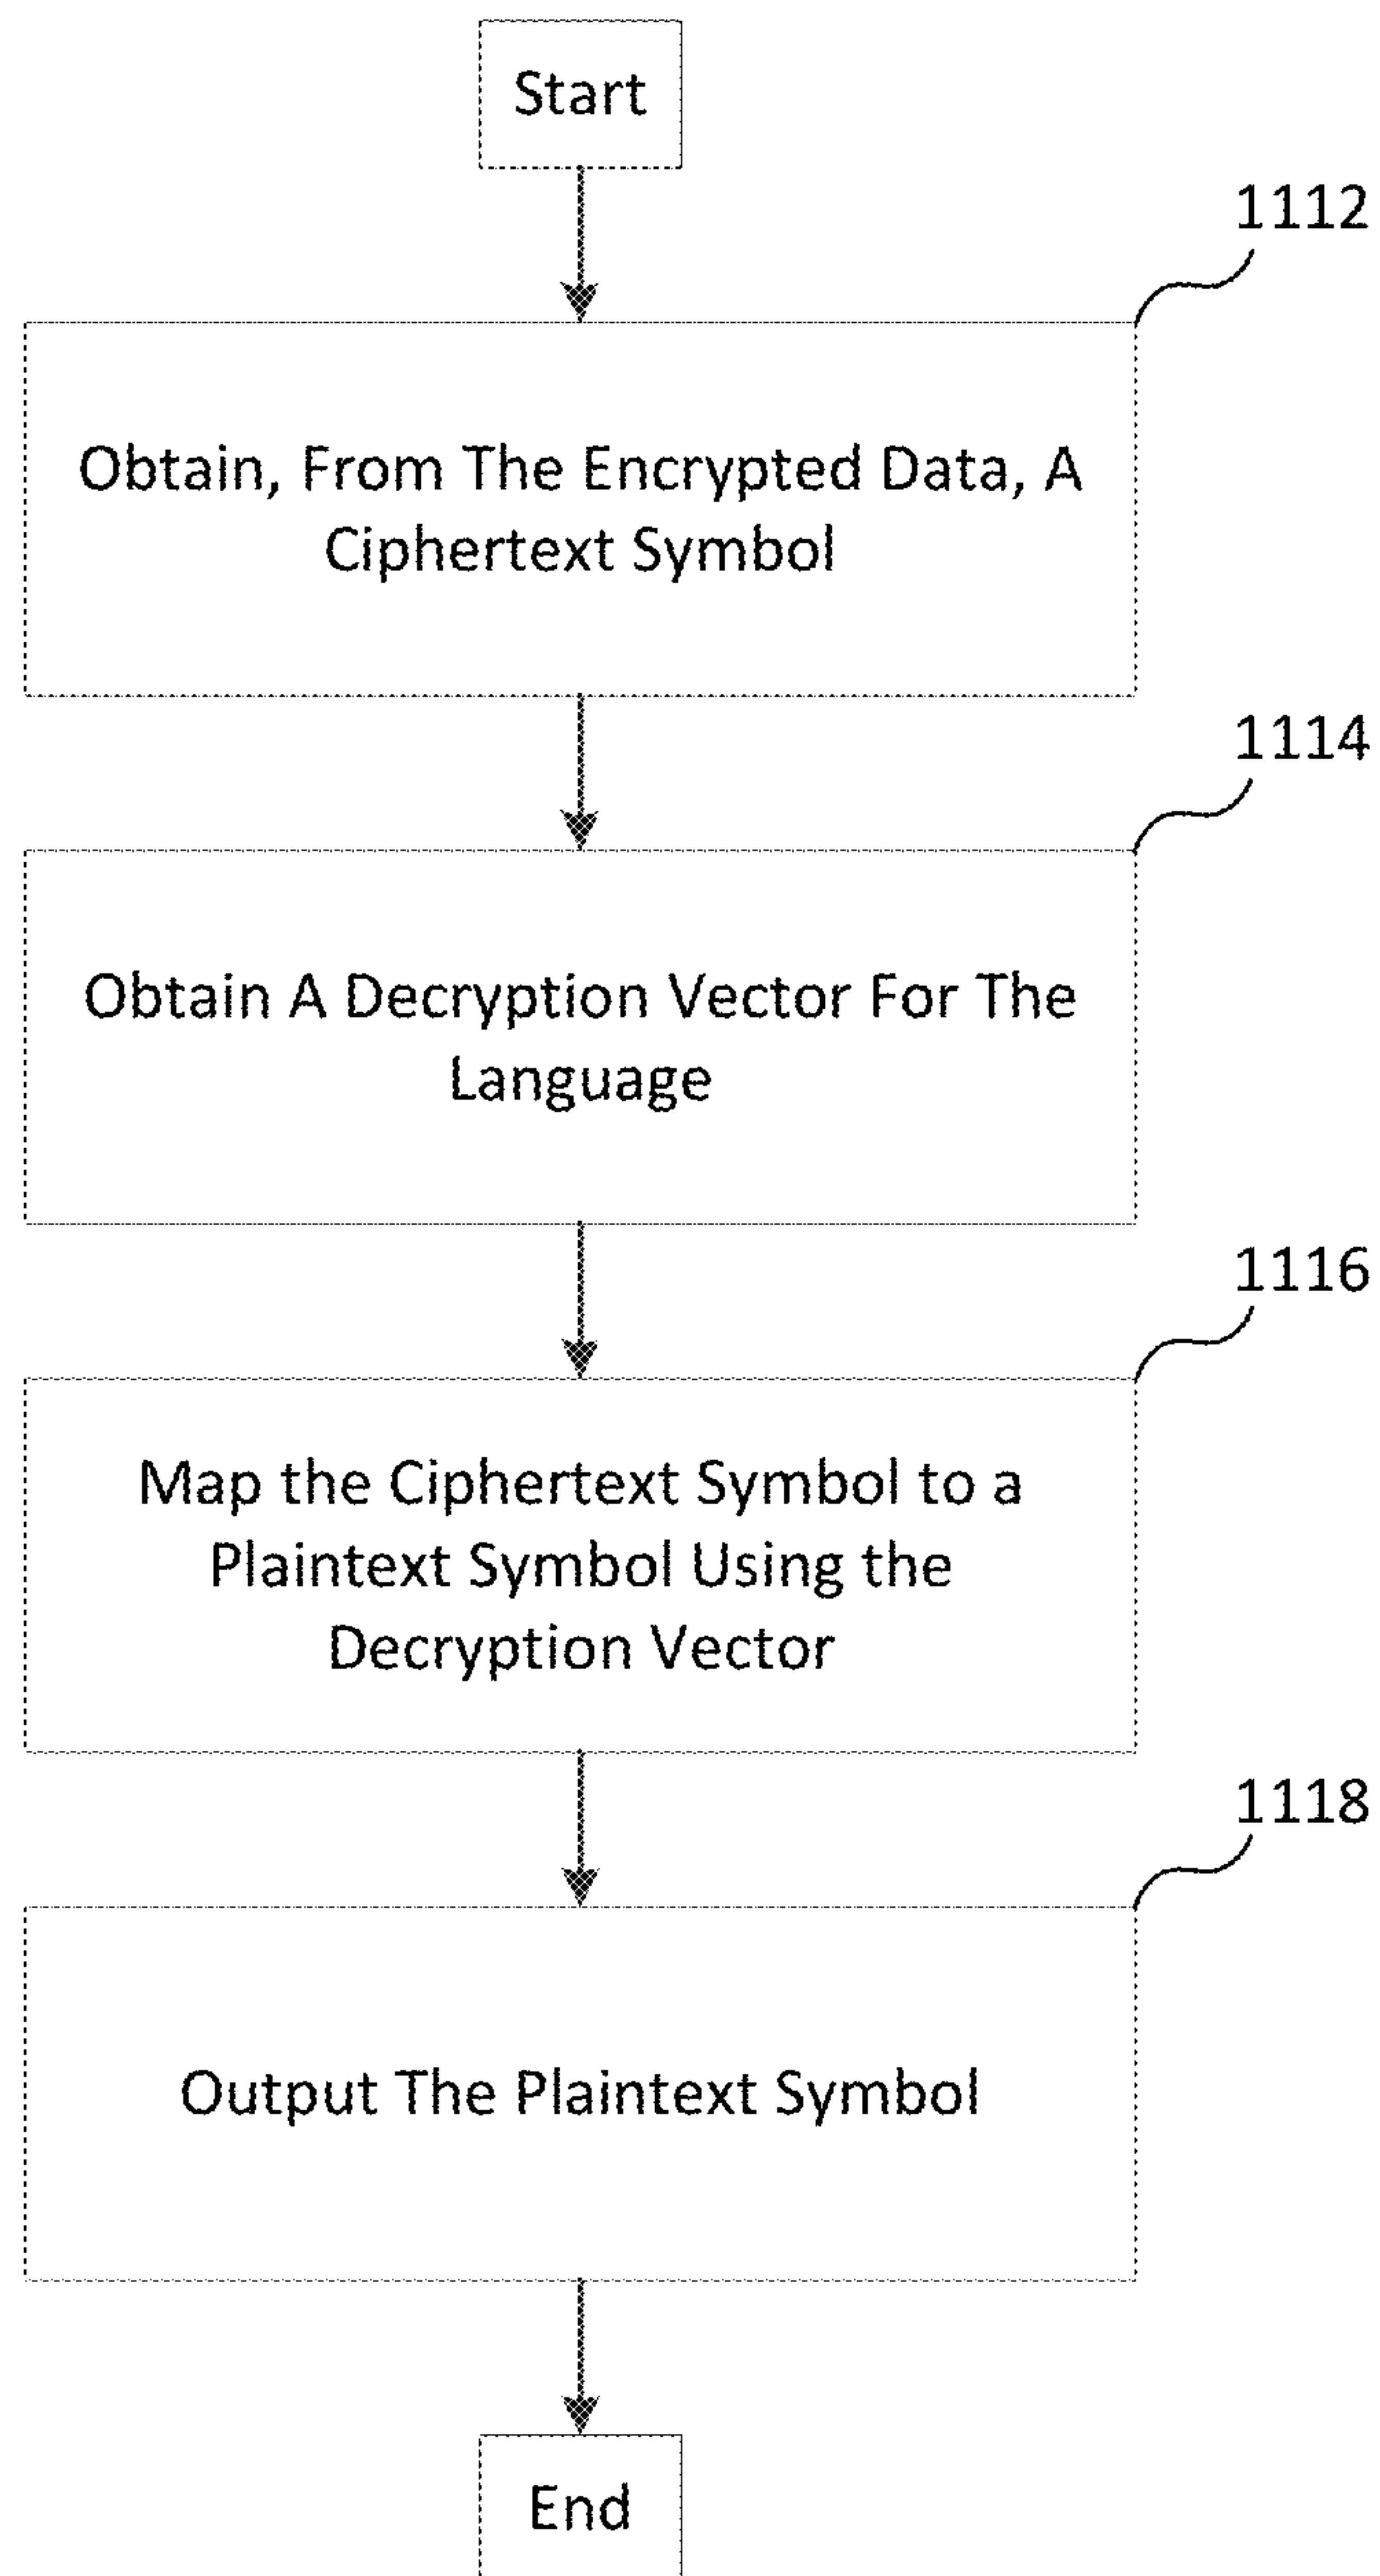 Start
1112
Obtain, From The Encrypted Data, A
Ciphertext Symbol
1114
Obtain A Decryption Vector For The
Language
1116
Map the Ciphertext Symbol to a
Plaintext Symbol Using the
Decryption Vector
1118
Output The Plaintext Symbol
End